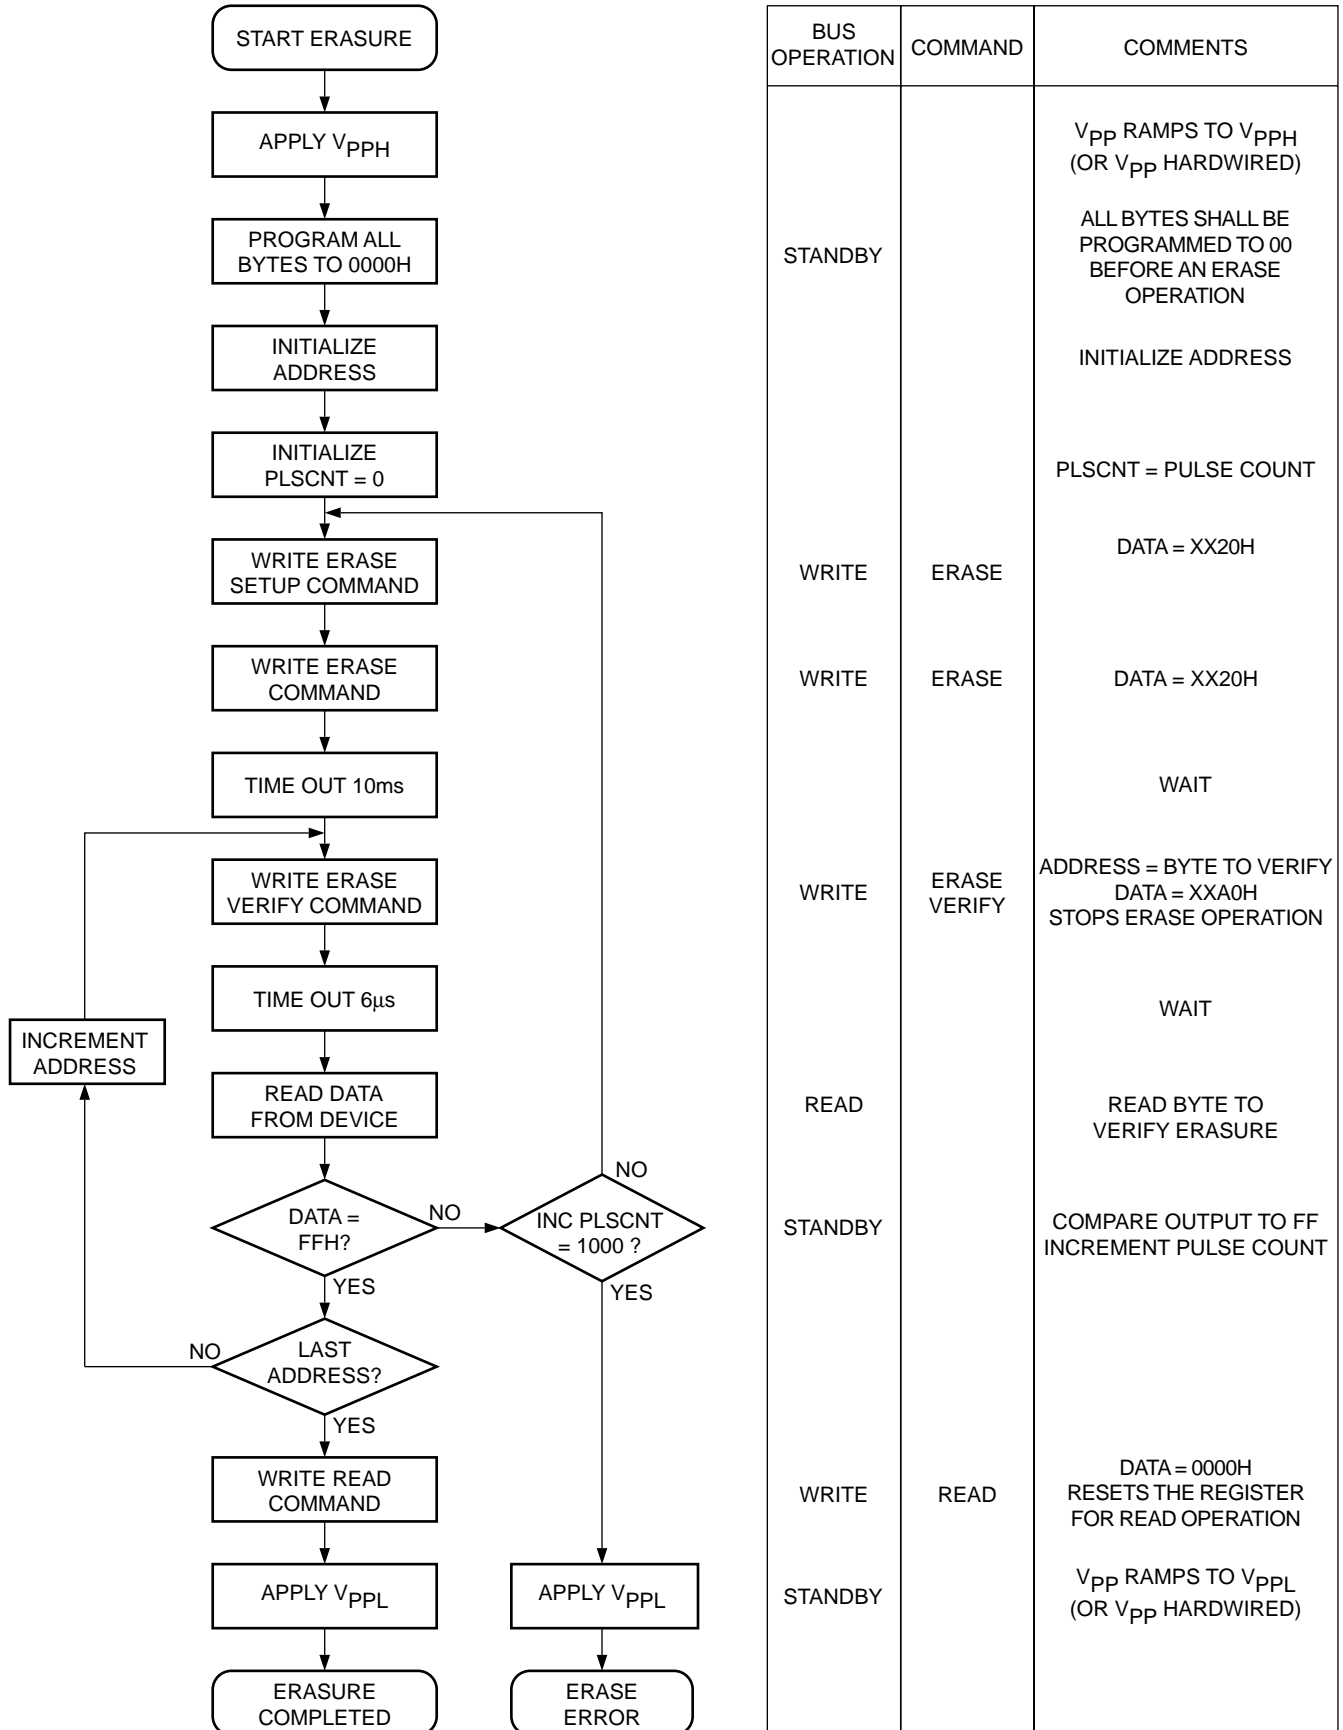 START ERASURE
APPLY VPPH
PROGRAM ALL
BYTES TO 0000H
INITIALIZE
ADDRESS
INITIALIZE
PLSCNT = 0
WRITE ERASE
SETUP COMMAND
WRITE ERASE
COMMAND
TIME OUT 10ms
WRITE ERASE
VERIFY COMMAND
TIME OUT 6μs
INCREMENT
ADDRESS
READ DATA
FROM DEVICE
DATA =
FFH?
NO
YES
INC PLSCNT
= 1000 ?
NO
YES
LAST
ADDRESS?
NO
YES
WRITE READ
COMMAND
APPLY VPPL
APPLY VPPL
ERASURE
COMPLETED
ERASE
ERROR
BUS
OPERATION
COMMAND
COMMENTS
VPP RAMPS TO VPPH
(OR VPP HARDWIRED)
STANDBY
ALL BYTES SHALL BE
PROGRAMMED TO 00
BEFORE AN ERASE
OPERATION
INITIALIZE ADDRESS
PLSCNT = PULSE COUNT
WRITE
ERASE
DATA = XX20H
WRITE
ERASE
DATA = XX20H
WAIT
WRITE
ERASE
VERIFY
ADDRESS = BYTE TO VERIFY
DATA = XXA0H
STOPS ERASE OPERATION
WAIT
READ
READ BYTE TO
VERIFY ERASURE
STANDBY
COMPARE OUTPUT TO FF
INCREMENT PULSE COUNT
WRITE
READ
DATA = 0000H
RESETS THE REGISTER
FOR READ OPERATION
STANDBY
VPP RAMPS TO VPPL
(OR VPP HARDWIRED)